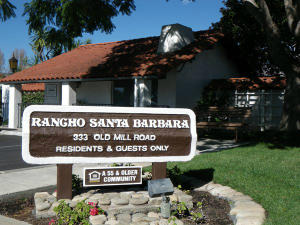 RANCHO SANTA BARBARA
333 OLD MILL ROAD
RESIDENTS & GUESTS ONLY
A 55 & OLDER
COMMUNITY